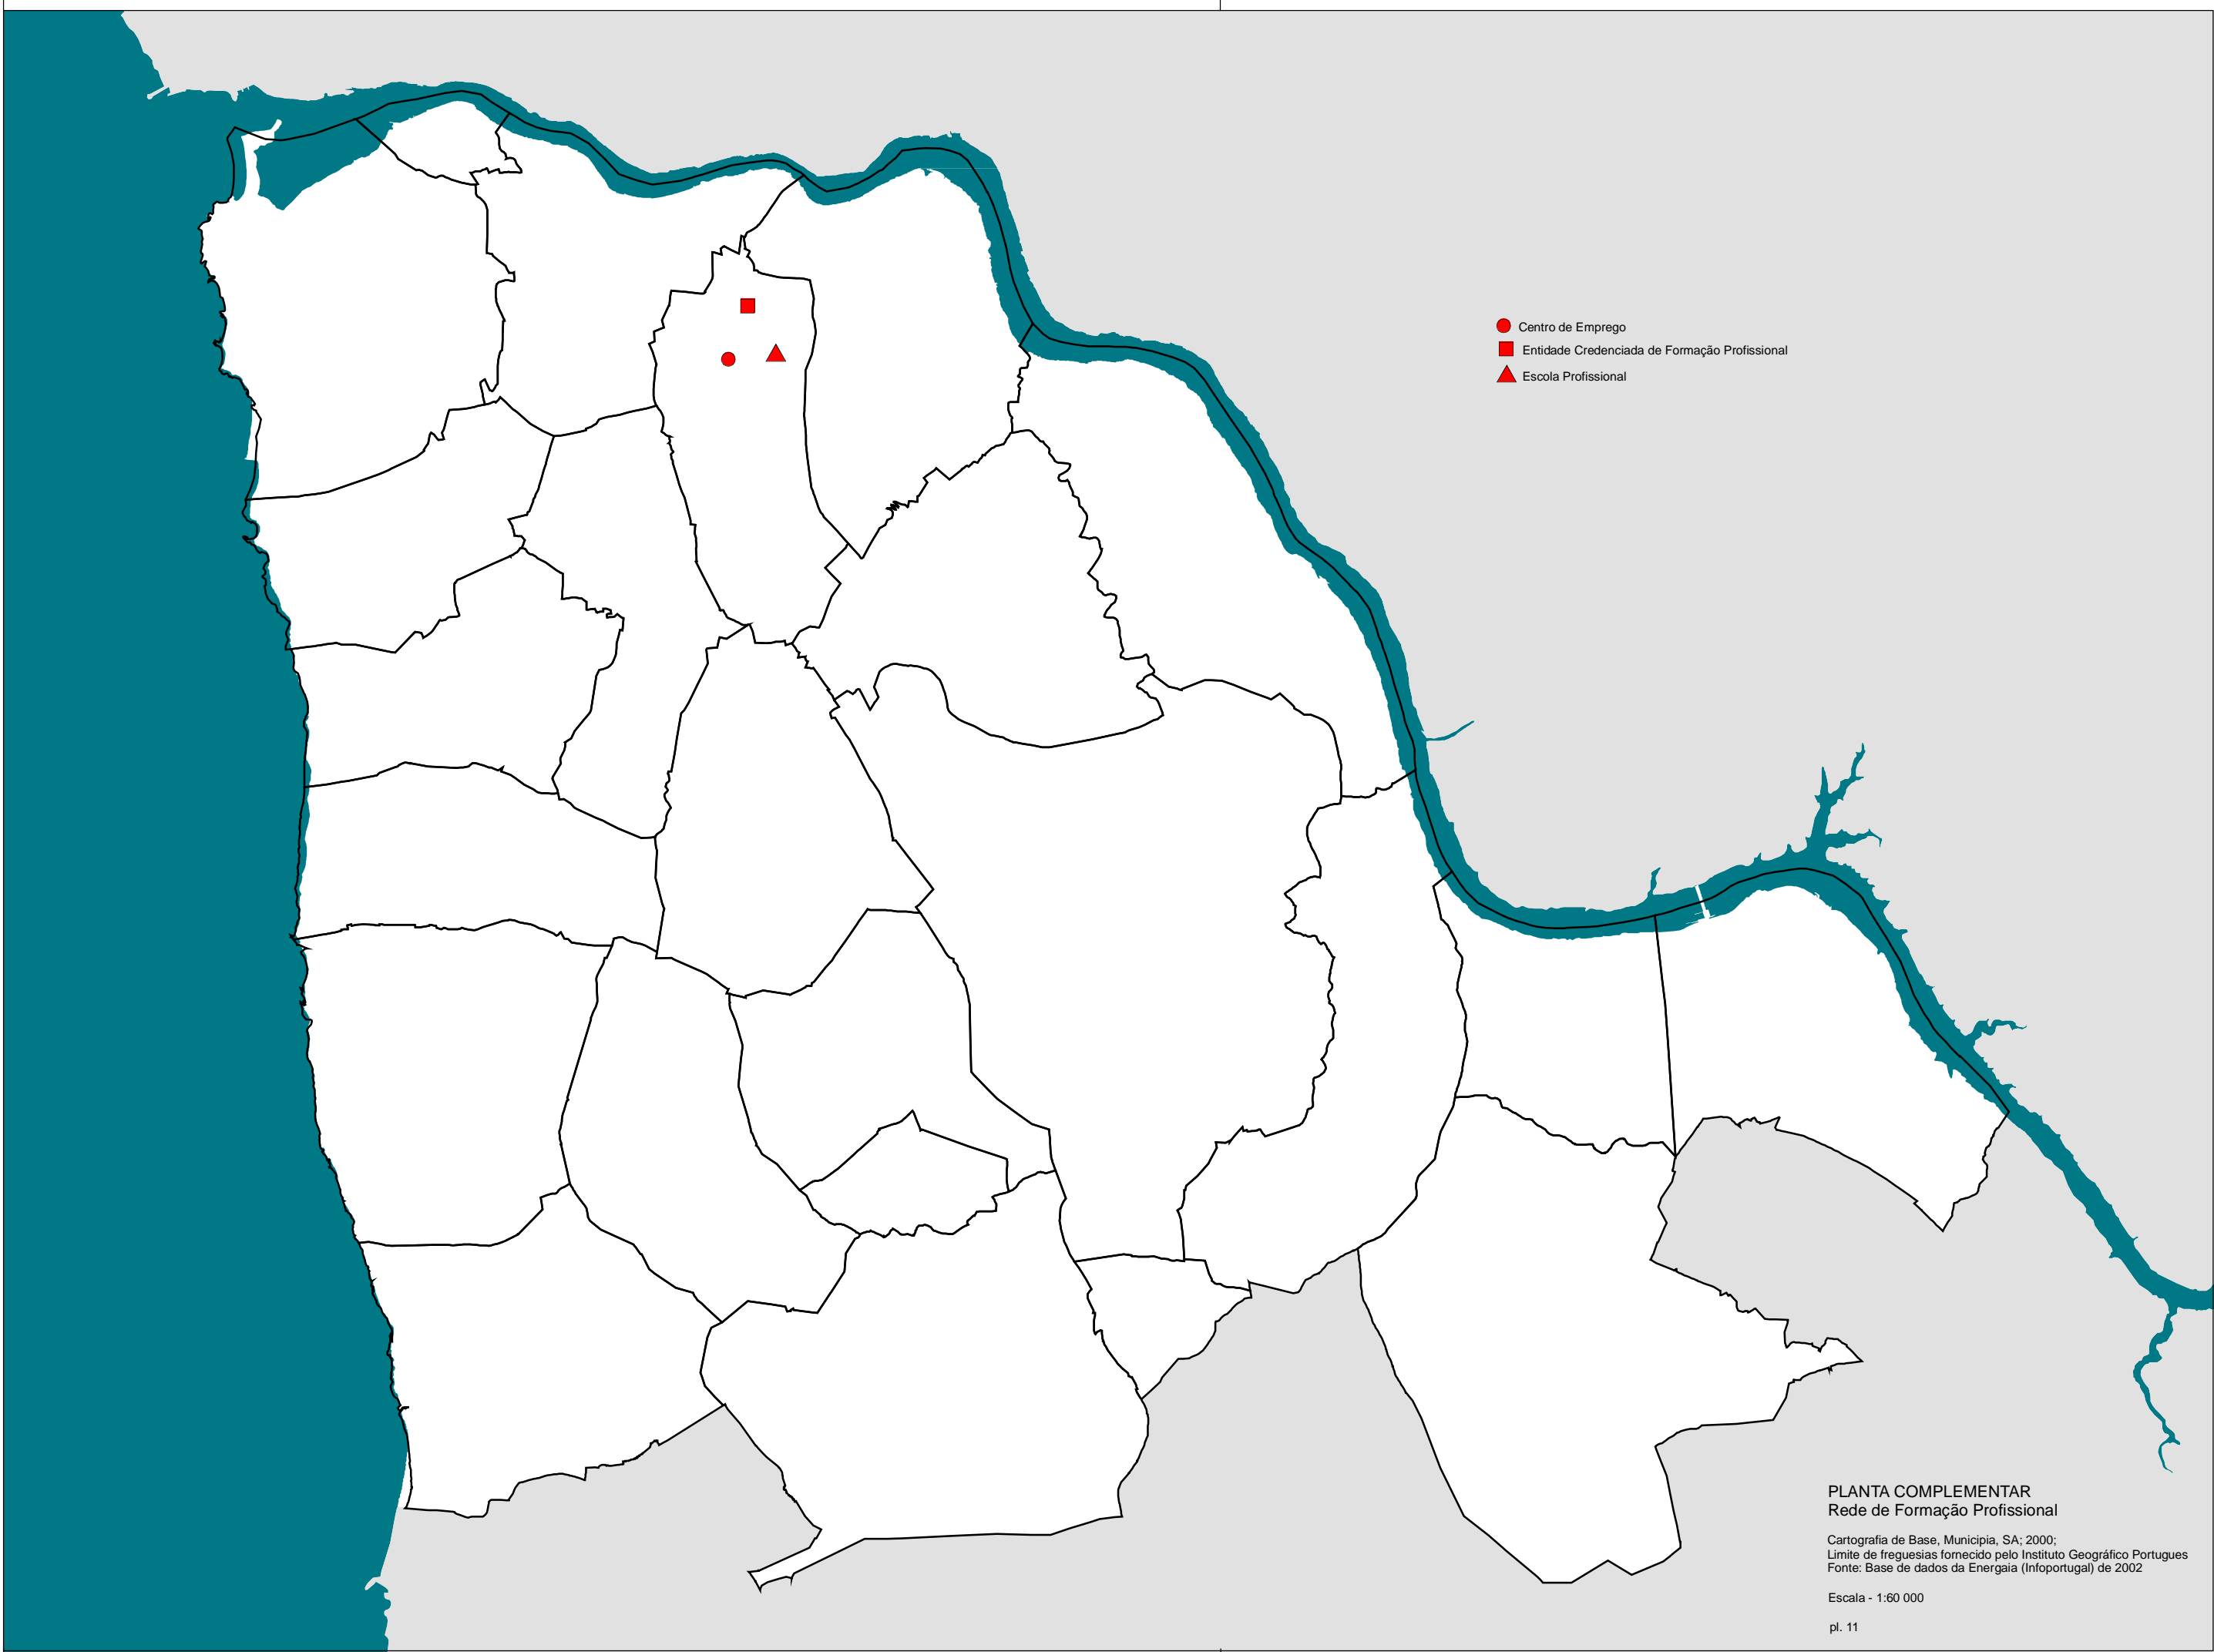 Centro de Emprego
Entidade Credenciada de Formação Profissional
Escola Profissional
PLANTA COMPLEMENTAR
Rede de Formação Profissional
Cartografia de Base, Municipia, SA; 2000;
Limite de freguesias fornecido pelo Instituto Geográfico Portugues
Fonte: Base de dados da Energaia (Infoportugal) de 2002
Escala - 1:60 000
pl. 11